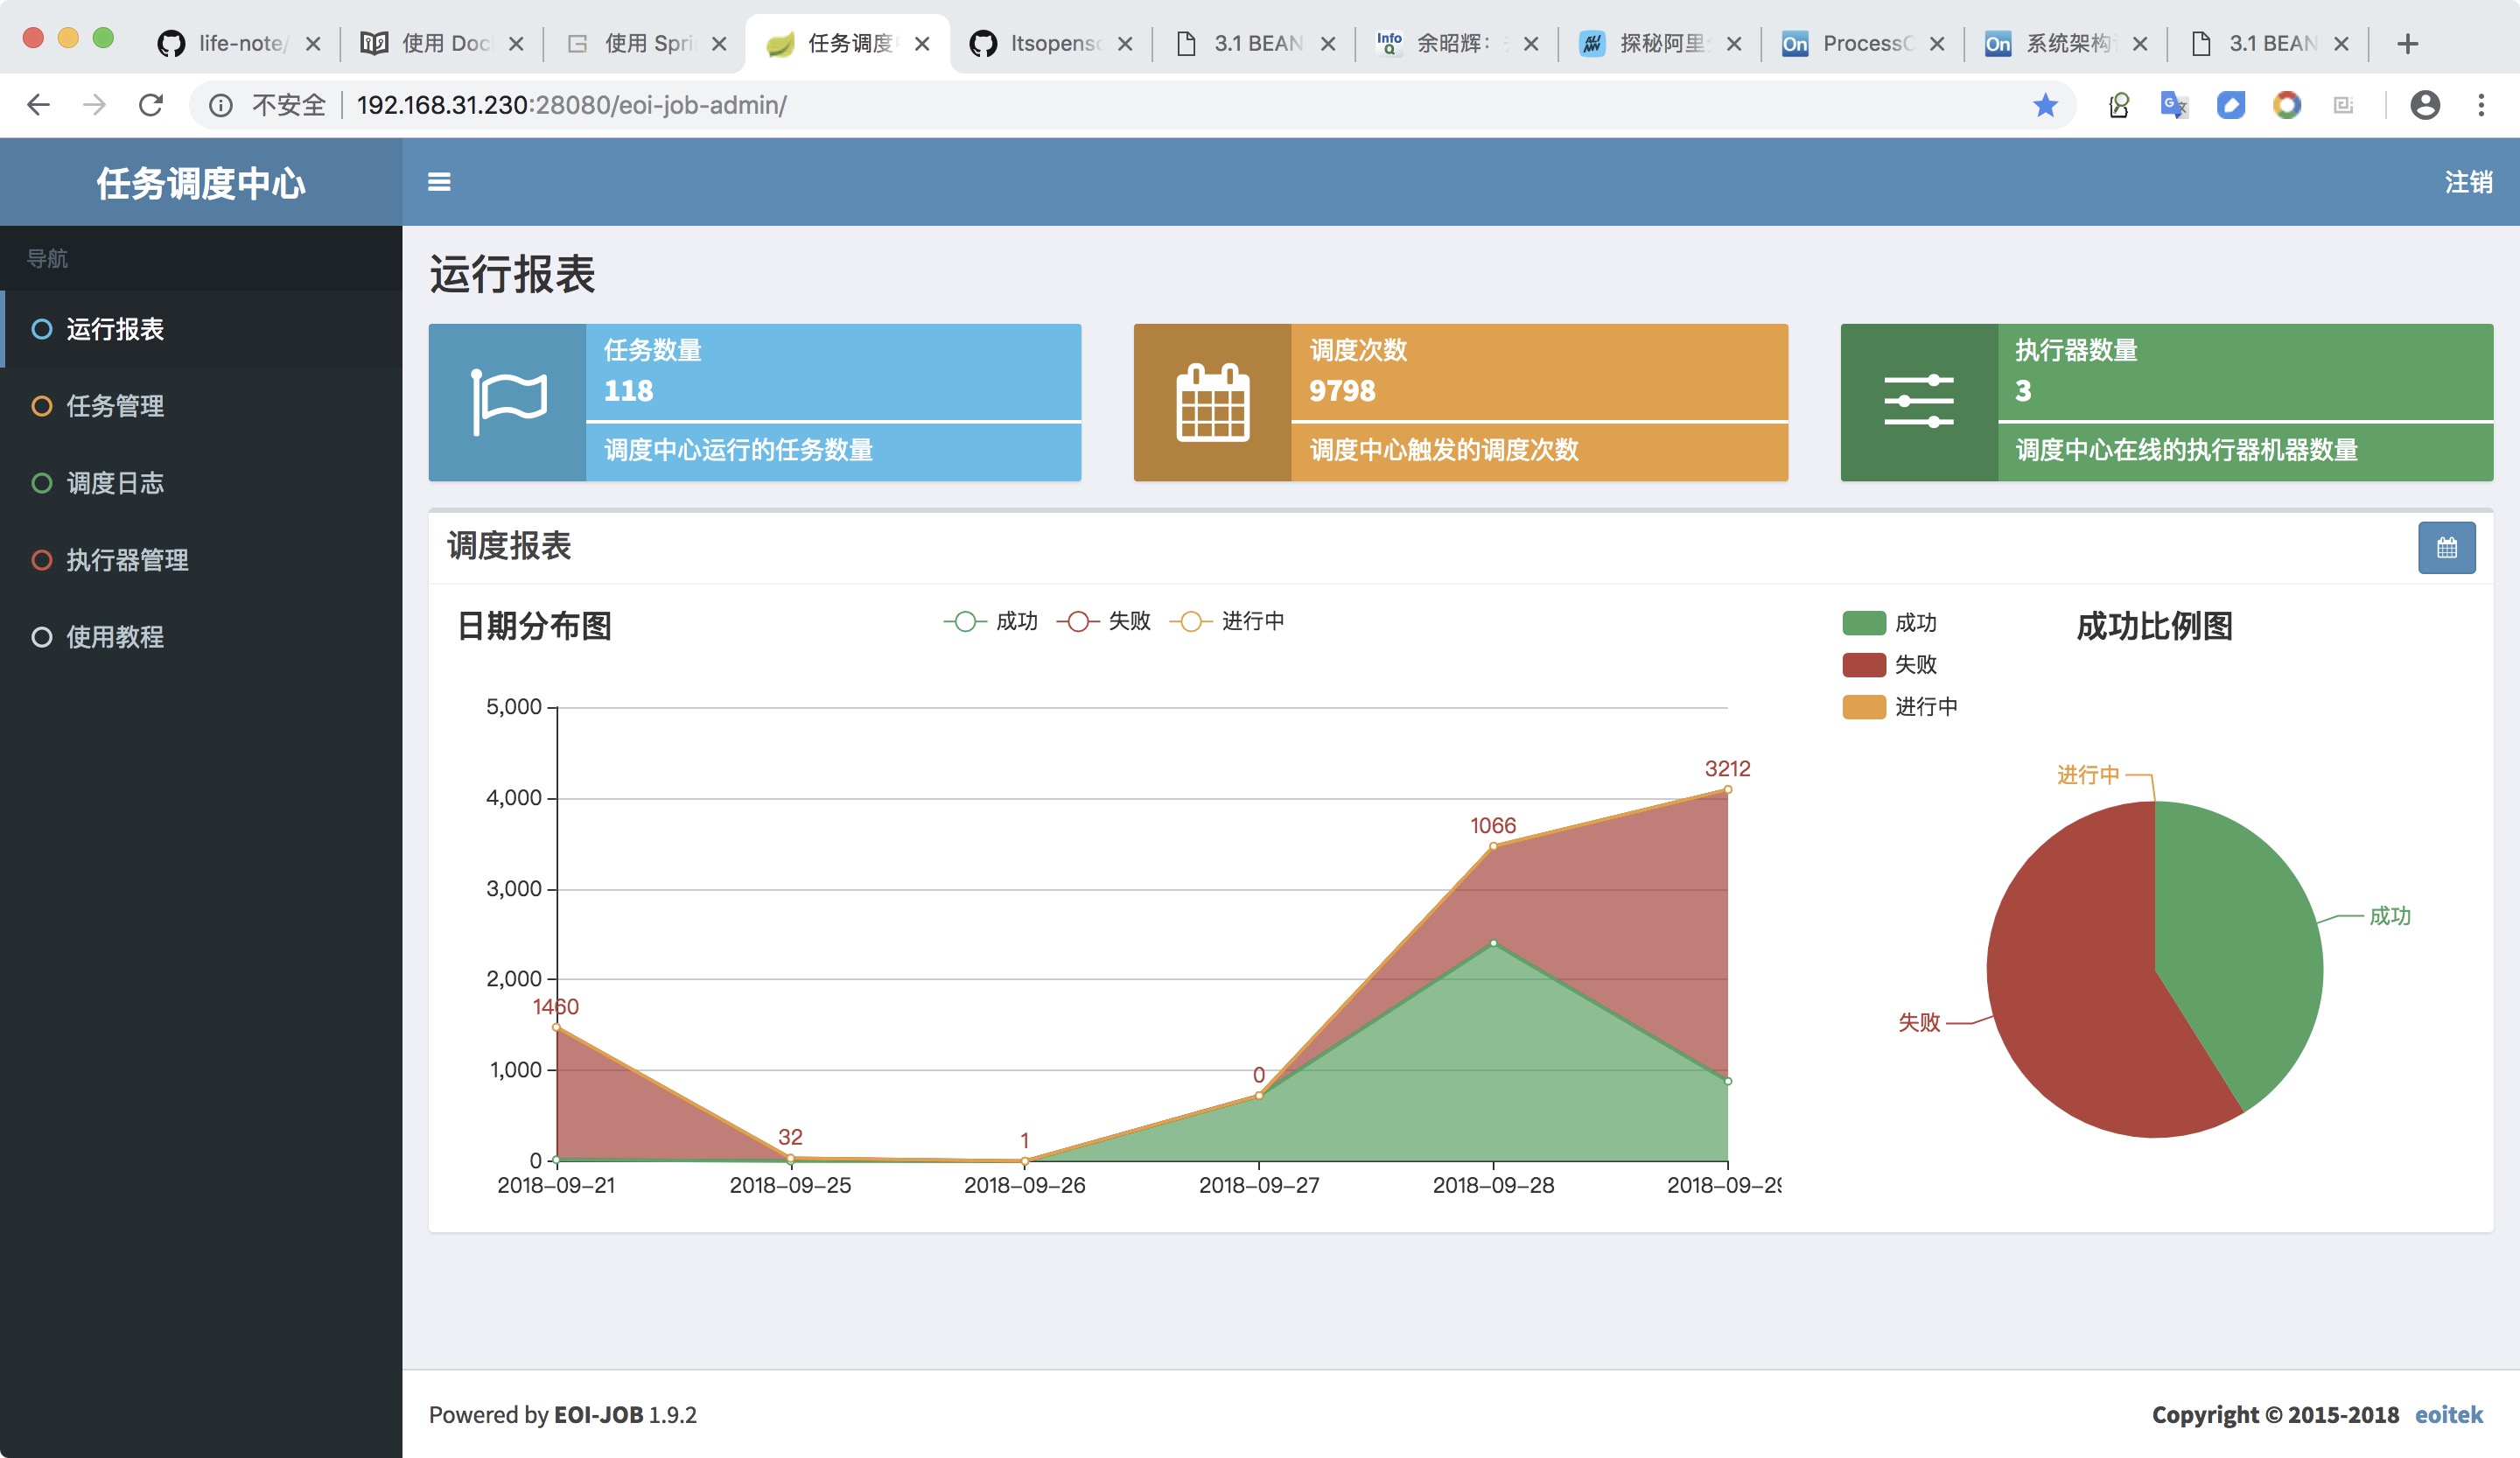 life-note/
使用 Doc
使用 Spri
任务调度
ltsopenso
3.1 BEAN
余昭辉：
探秘阿里
ProcessC
系统架构
3.1 BEAN
不安全
192.168.31.230:28080/eoi-job-admin/
任务调度中心
注销
导航
运行报表
任务管理
调度日志
执行器管理
使用教程
运行报表
任务数量
118
调度中心运行的任务数量
调度次数
9798
调度中心触发的调度次数
执行器数量
3
调度中心在线的执行器机器数量
调度报表
日期分布图
成功 失败 进行中
5,000
4,000
3,000
2,000
1,000
0
1460
32
1
0
1066
3212
2018-09-21
2018-09-25
2018-09-26
2018-09-27
2018-09-28
2018-09-29
成功比例图
成功
失败
进行中
进行中
成功
失败
Powered by EOI-JOB 1.9.2
Copyright © 2015-2018 eoitek